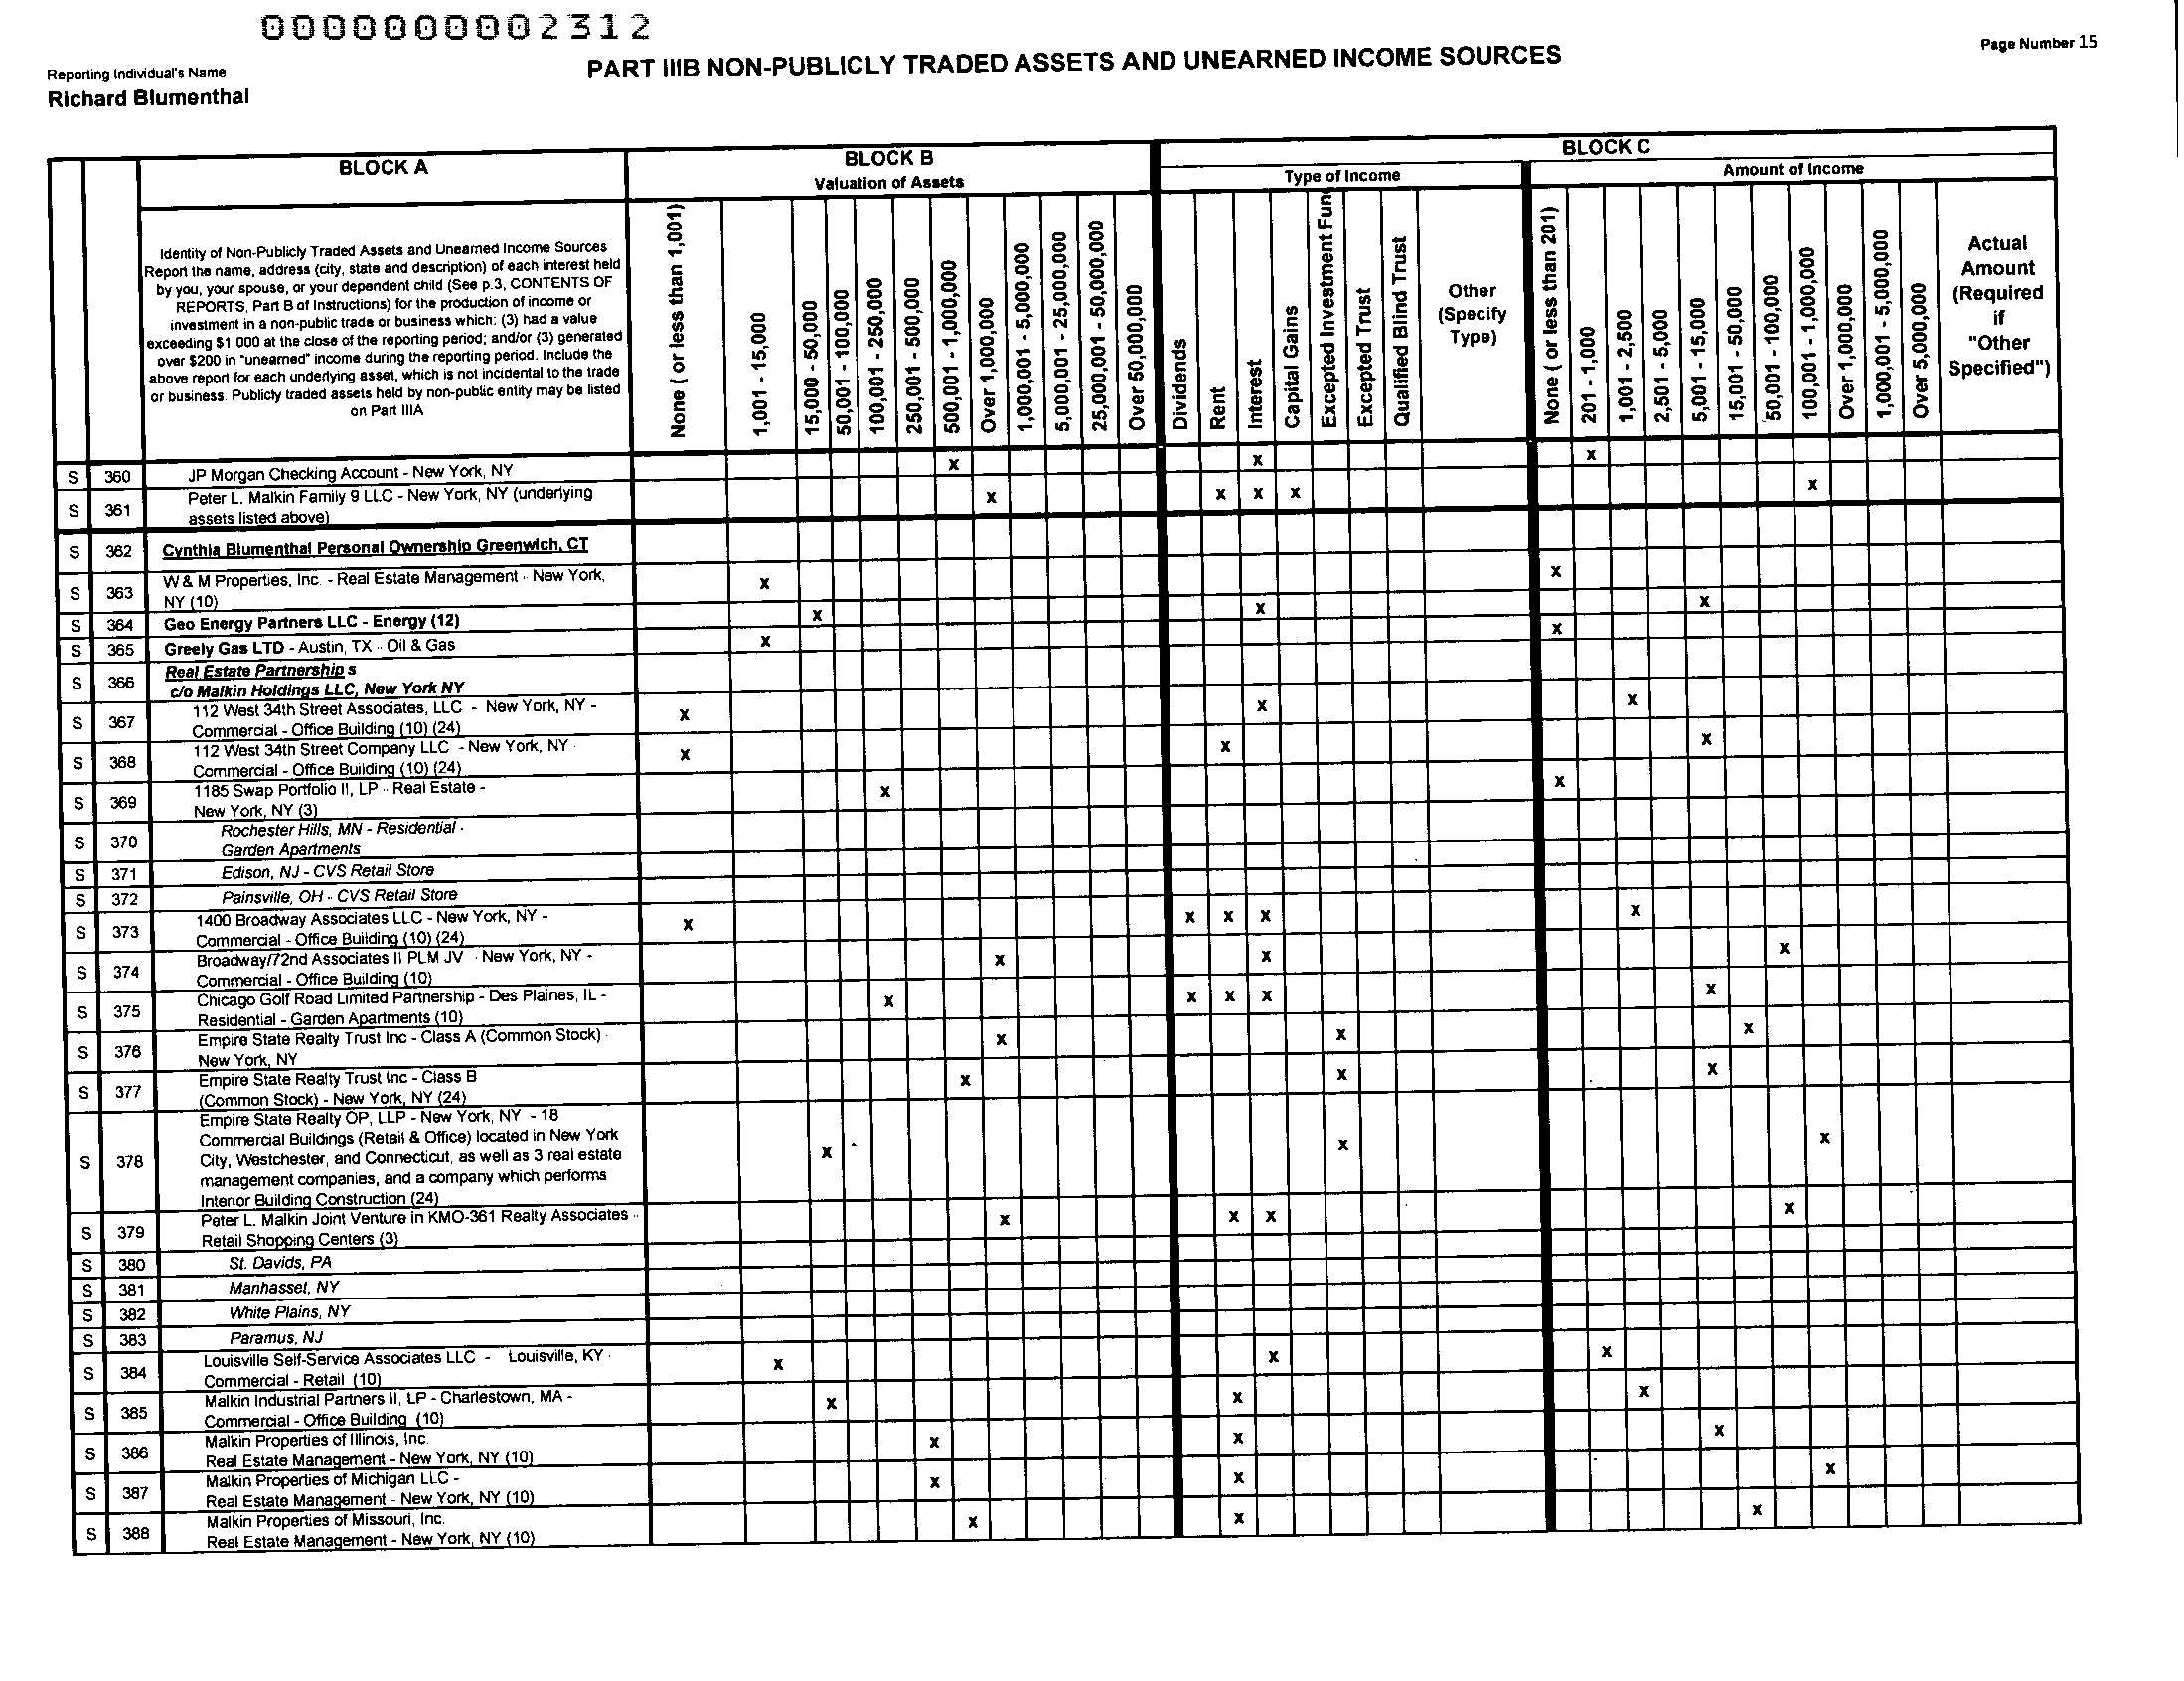 0000000002312
Page Number 15
PART IIIB NON-PUBLICLY TRADED ASSETS AND UNEARNED INCOME SOURCES
Reporting Individual's Name
Richard Blumenthal
BLOCK A
BLOCK B
BLOCK C
Valuation of Assets
Type of Income
Amount of Income
Identity of Non-Publicly Traded Assets and Unearned Income Sources
Report the name, address (city, state and description) of each interest held
by you, your spouse, or your dependent child (See p.3, CONTENTS OF
REPORTS, Part B of Instructions) for the production of income or
investment in a non-public trade or business which: (3) had a value
exceeding $1,000 at the close of the reporting period; and/or (3) generated
over $200 in "unearned" income during the reporting period. Include the
above report for each underlying asset, which is not incidental to the trade
or business. Publicly traded assets held by non-public entity may be listed
on Part IIIA
None ( or less than 1,001)
1,001 - 15,000
15,000 - 50,000
50,001 - 100,000
100,001 - 250,000
250,001 - 500,000
500,001 - 1,000,000
Over 1,000,000
1,000,001 - 5,000,000
5,000,001 - 25,000,000
25,000,001 - 50,000,000
Over 50,000,000
Dividends
Rent
Interest
Capital Gains
Excepted Investment Fund
Excepted Trust
Qualified Blind Trust
Other
(Specify
Type)
None ( or less than 201)
201 - 1,000
1,001 - 2,500
2,501 - 5,000
5,001 - 15,000
15,001 - 50,000
50,001 - 100,000
100,001 - 1,000,000
Over 1,000,000
1,000,001 - 5,000,000
Over 5,000,000
Actual
Amount
(Required
if
"Other
Specified")
S 360 JP Morgan Checking Account - New York, NY x x x
S 361 Peter L. Malkin Family 9 LLC - New York, NY (underlying x x x x x
assets listed above)
S 362 Cynthia Blumenthal Personal Ownership Greenwich, CT
S 363 W & M Properties, Inc. - Real Estate Management - New York, x x
NY (10)
S 364 Geo Energy Partners LLC - Energy (12) x x x
S 365 Greely Gas LTD - Austin, TX - Oil & Gas x x
S 366 Real Estate Partnership s
c/o Malkin Holdings LLC, New York NY
S 367 112 West 34th Street Associates, LLC - New York, NY - x x x
Commercial - Office Building (10) (24)
S 368 112 West 34th Street Company LLC - New York, NY - x x x
Commercial - Office Building (10) (24)
S 369 1185 Swap Portfolio II, LP - Real Estate - x x
New York, NY (3)
S 370 Rochester Hills, MN - Residential -
Garden Apartments
S 371 Edison, NJ - CVS Retail Store
S 372 Painsville, OH - CVS Retail Store
S 373 1400 Broadway Associates LLC - New York, NY - x x x x x
Commercial - Office Building (10) (24)
S 374 Broadway/72nd Associates II PLM JV - New York, NY - x x x
Commercial - Office Building (10)
S 375 Chicago Golf Road Limited Partnership - Des Plaines, IL - x x x x x
Residential - Garden Apartments (10)
S 376 Empire State Realty Trust Inc - Class A (Common Stock) - x x x
New York, NY
S 377 Empire State Realty Trust Inc - Class B x x x
(Common Stock) - New York, NY (24)
S 378 Empire State Realty OP, LLP - New York, NY - 18
Commercial Buildings (Retail & Office) located in New York
City, Westchester, and Connecticut, as well as 3 real estate x x x
management companies, and a company which performs
Interior Building Construction (24)
S 379 Peter L. Malkin Joint Venture in KMO-361 Realty Associates - x x x x
Retail Shopping Centers (3)
S 380 St. Davids, PA
S 381 Manhasset, NY
S 382 White Plains, NY
S 383 Paramus, NJ
S 384 Louisville Self-Service Associates LLC - Louisville, KY - x x x
Commercial - Retail (10)
S 385 Malkin Industrial Partners II, LP - Charlestown, MA - x x x
Commercial - Office Building (10)
S 386 Malkin Properties of Illinois, Inc. x x x
Real Estate Management - New York, NY (10)
S 387 Malkin Properties of Michigan LLC - x x x
Real Estate Management - New York, NY (10)
S 388 Malkin Properties of Missouri, Inc. x x x
Real Estate Management - New York, NY (10)